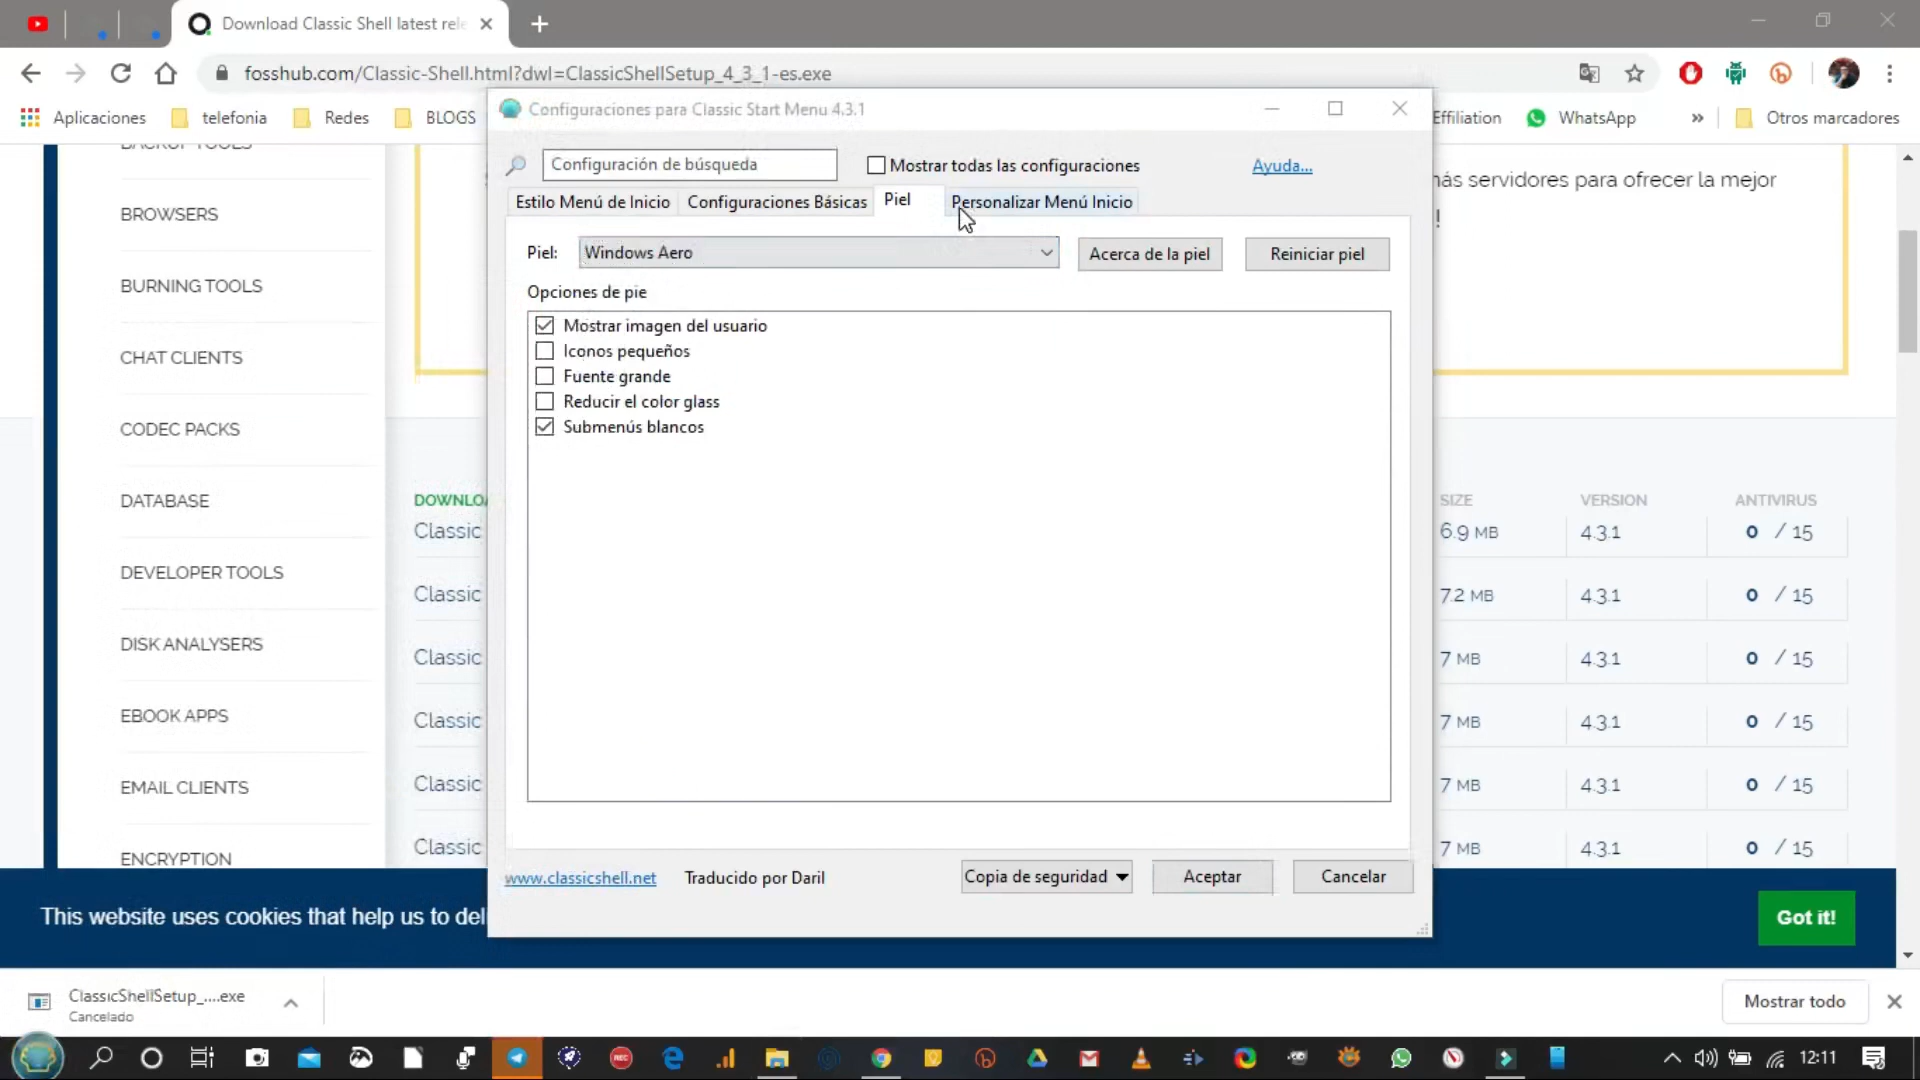 Download Classic Shell latest rele
fosshub.com/Classic-Shell.html?dwl=ClassicShellSetup_4_3_1-es.exe
Aplicaciones telefonia Redes BLOGS Effiliation WhatsApp » Otros marcadores
Configuraciones para Classic Start Menu 4.3.1
Configuración de búsqueda Mostrar todas las configuraciones Ayuda...
Estilo Menú de Inicio Configuraciones Básicas Piel Personalizar Menú Inicio
Piel: Windows Aero Acerca de la piel Reiniciar piel
Opciones de pie
Mostrar imagen del usuario
Iconos pequeños
Fuente grande
Reducir el color glass
Submenús blancos
www.classicshell.net Traducido por Daril Copia de seguridad Aceptar Cancelar
más servidores para ofrecer la mejor
!
BACKUP TOOLS
BROWSERS
BURNING TOOLS
CHAT CLIENTS
CODEC PACKS
DATABASE
DEVELOPER TOOLS
DISK ANALYSERS
EBOOK APPS
EMAIL CLIENTS
ENCRYPTION
DOWNLOA SIZE VERSION ANTIVIRUS
Classic 6.9 MB 4.3.1 0 / 15
Classic 7.2 MB 4.3.1 0 / 15
Classic 7 MB 4.3.1 0 / 15
Classic 7 MB 4.3.1 0 / 15
Classic 7 MB 4.3.1 0 / 15
Classic 7 MB 4.3.1 0 / 15
This website uses cookies that help us to del Got it!
ClassicShellSetup_....exe
Cancelado
Mostrar todo
REC
12:11